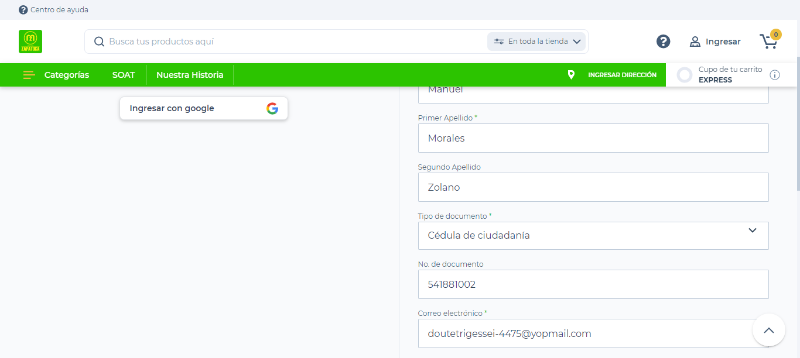 Centro de ayuda
Busca tus productos aquí
En toda la tienda
Ingresar
0
Categorías
SOAT
Nuestra Historia
INGRESAR DIRECCIÓN
Cupo de tu carrito
EXPRESS
Ingresar con google
Manuel
Primer Apellido *
Morales
Segundo Apellido
Zolano
Tipo de documento *
Cédula de ciudadanía
No. de documento
541881002
Correo electrónico *
doutetrigessei-4475@yopmail.com